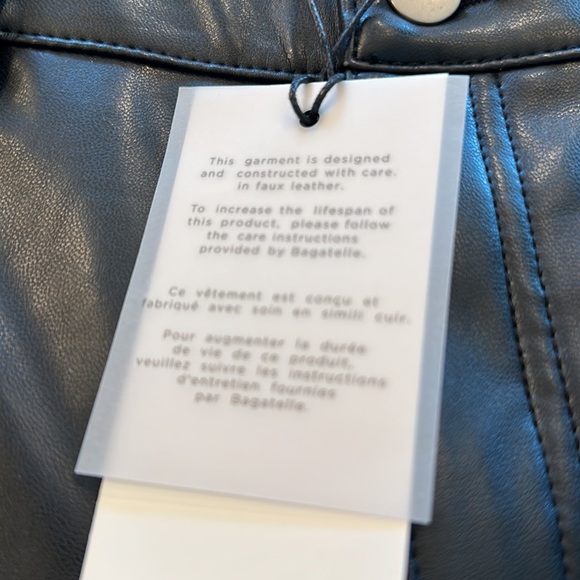 This garment is designed
and constructed with care.
in faux leather.
To increase the lifespan of
this product, please follow
the care instructions
provided by Bagatelle.
Ce vêtement est conçu et
fabriqué avec soin en simili cuir.
Pour augmenter la durée
de vie de ce produit,
veuillez suivre les instructions
d'entretien fournies
par Bagatelle.